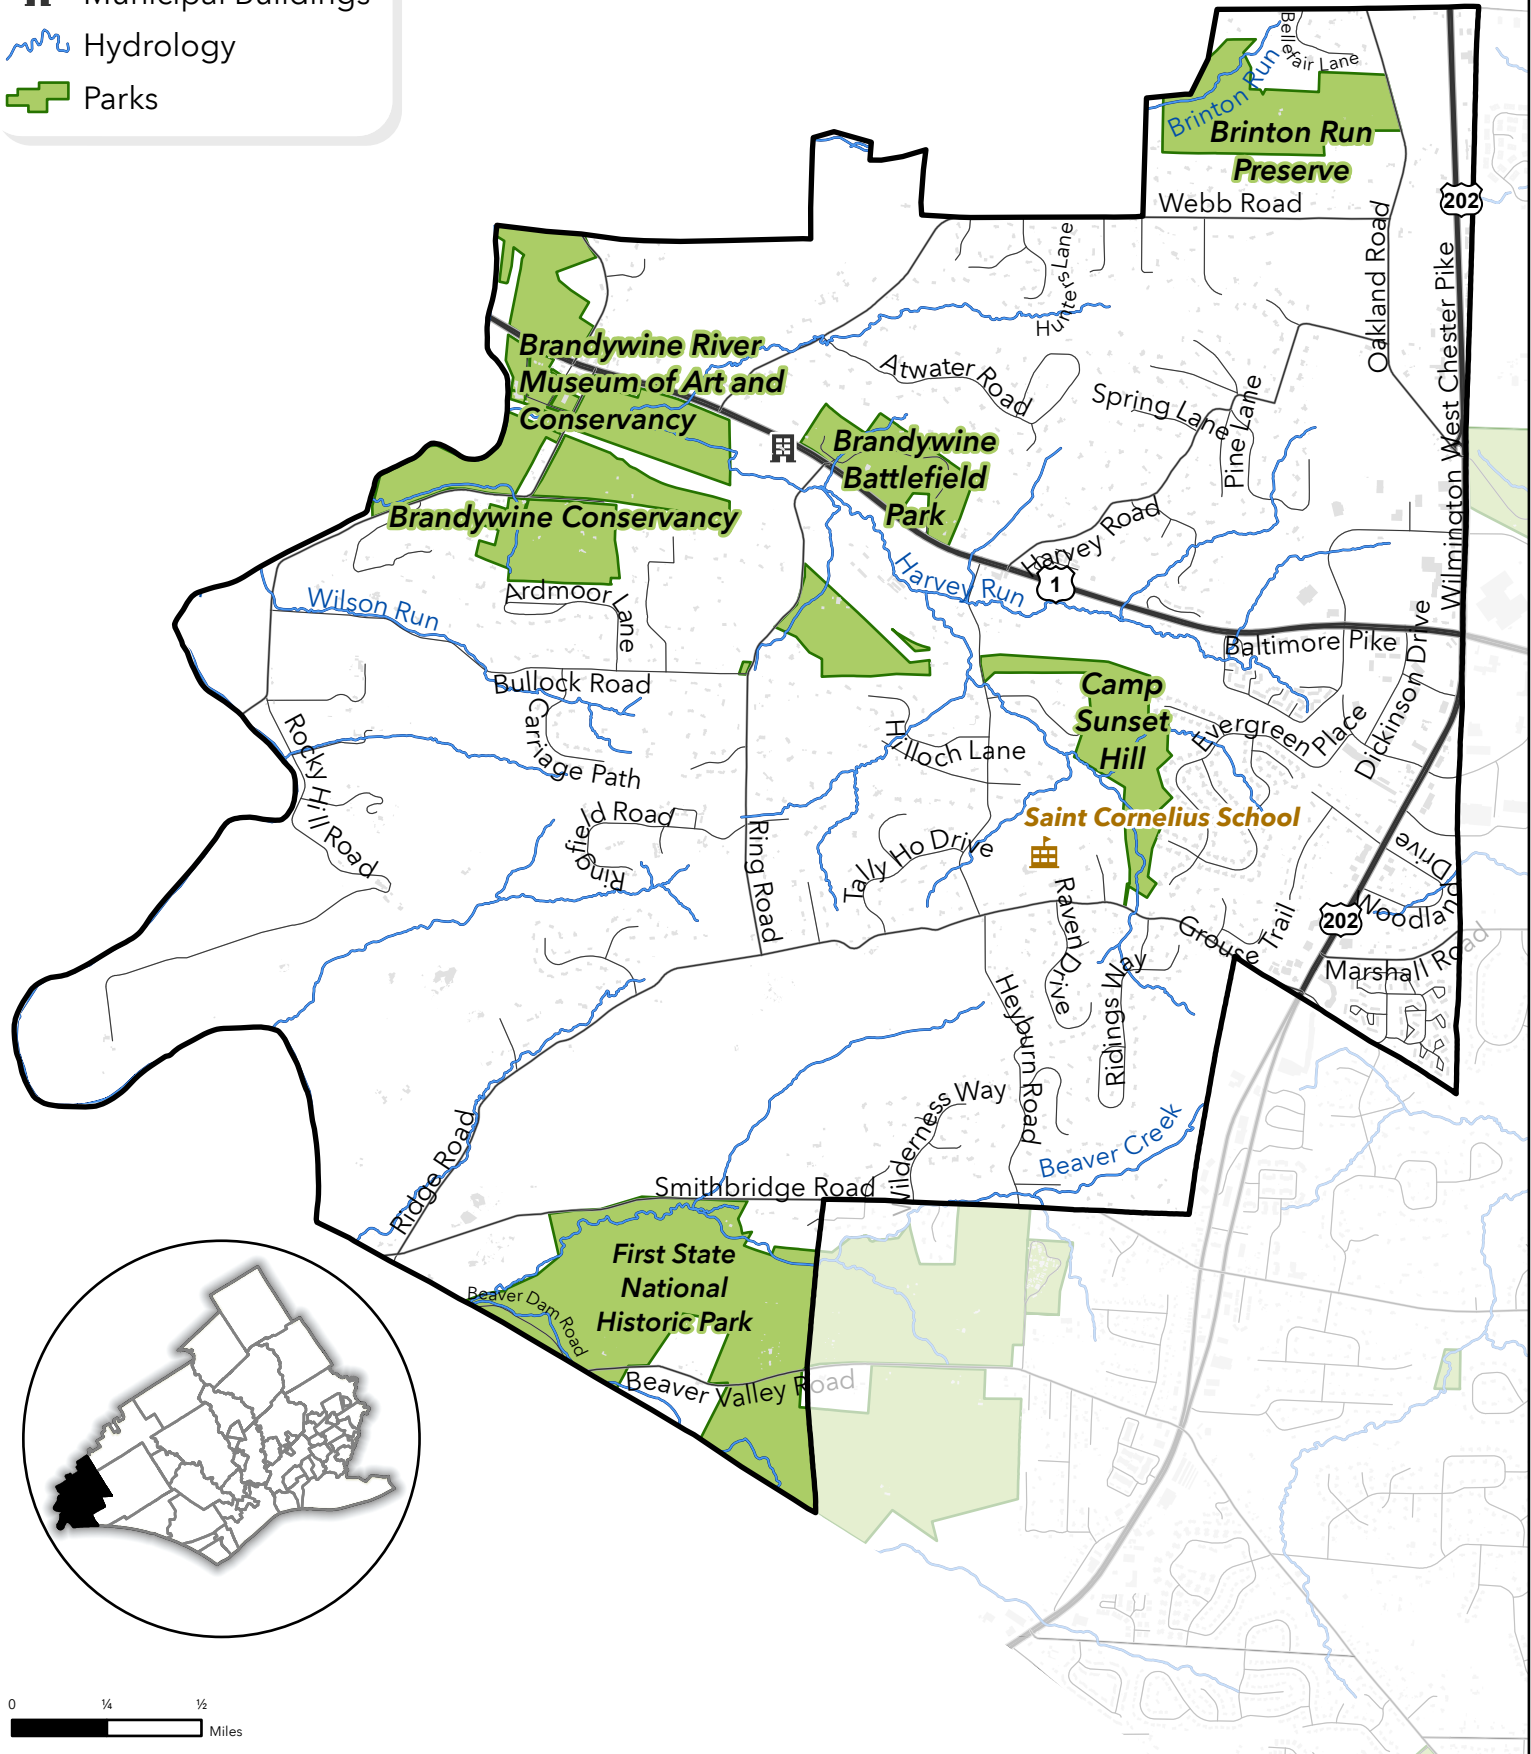 Municipal Buildings
Hydrology
Parks
Bellefair Lane
Brinton Run
Brinton Run
Preserve
Webb Road
202
Oakland Road
Wilmington West Chester Pike
Hunters Lane
Brandywine River
Museum of Art and
Conservancy
Atwater Road
Spring Lane
Pine Lane
Brandywine
Battlefield
Park
Brandywine Conservancy
Harvey Road
Harvey Run
1
Ardmoor Lane
Wilson Run
Baltimore Pike
Dickinson Drive
Bullock Road
Camp
Sunset
Hill
Carriage Path
Rocky Hill Road
Hilloch Lane
Evergreen Place
Ringfield Road
Ring Road
Saint Cornelius School
Tally Ho Drive
Raven Drive
Woodland Drive
Grouse Trail
202
Marshall Road
Ridings Way
Heyburn Road
Wilderness Way
Beaver Creek
Ridge Road
Smithbridge Road
First State
National
Historic Park
Beaver Dam Road
Beaver Valley Road
0 ¼ ½
Miles